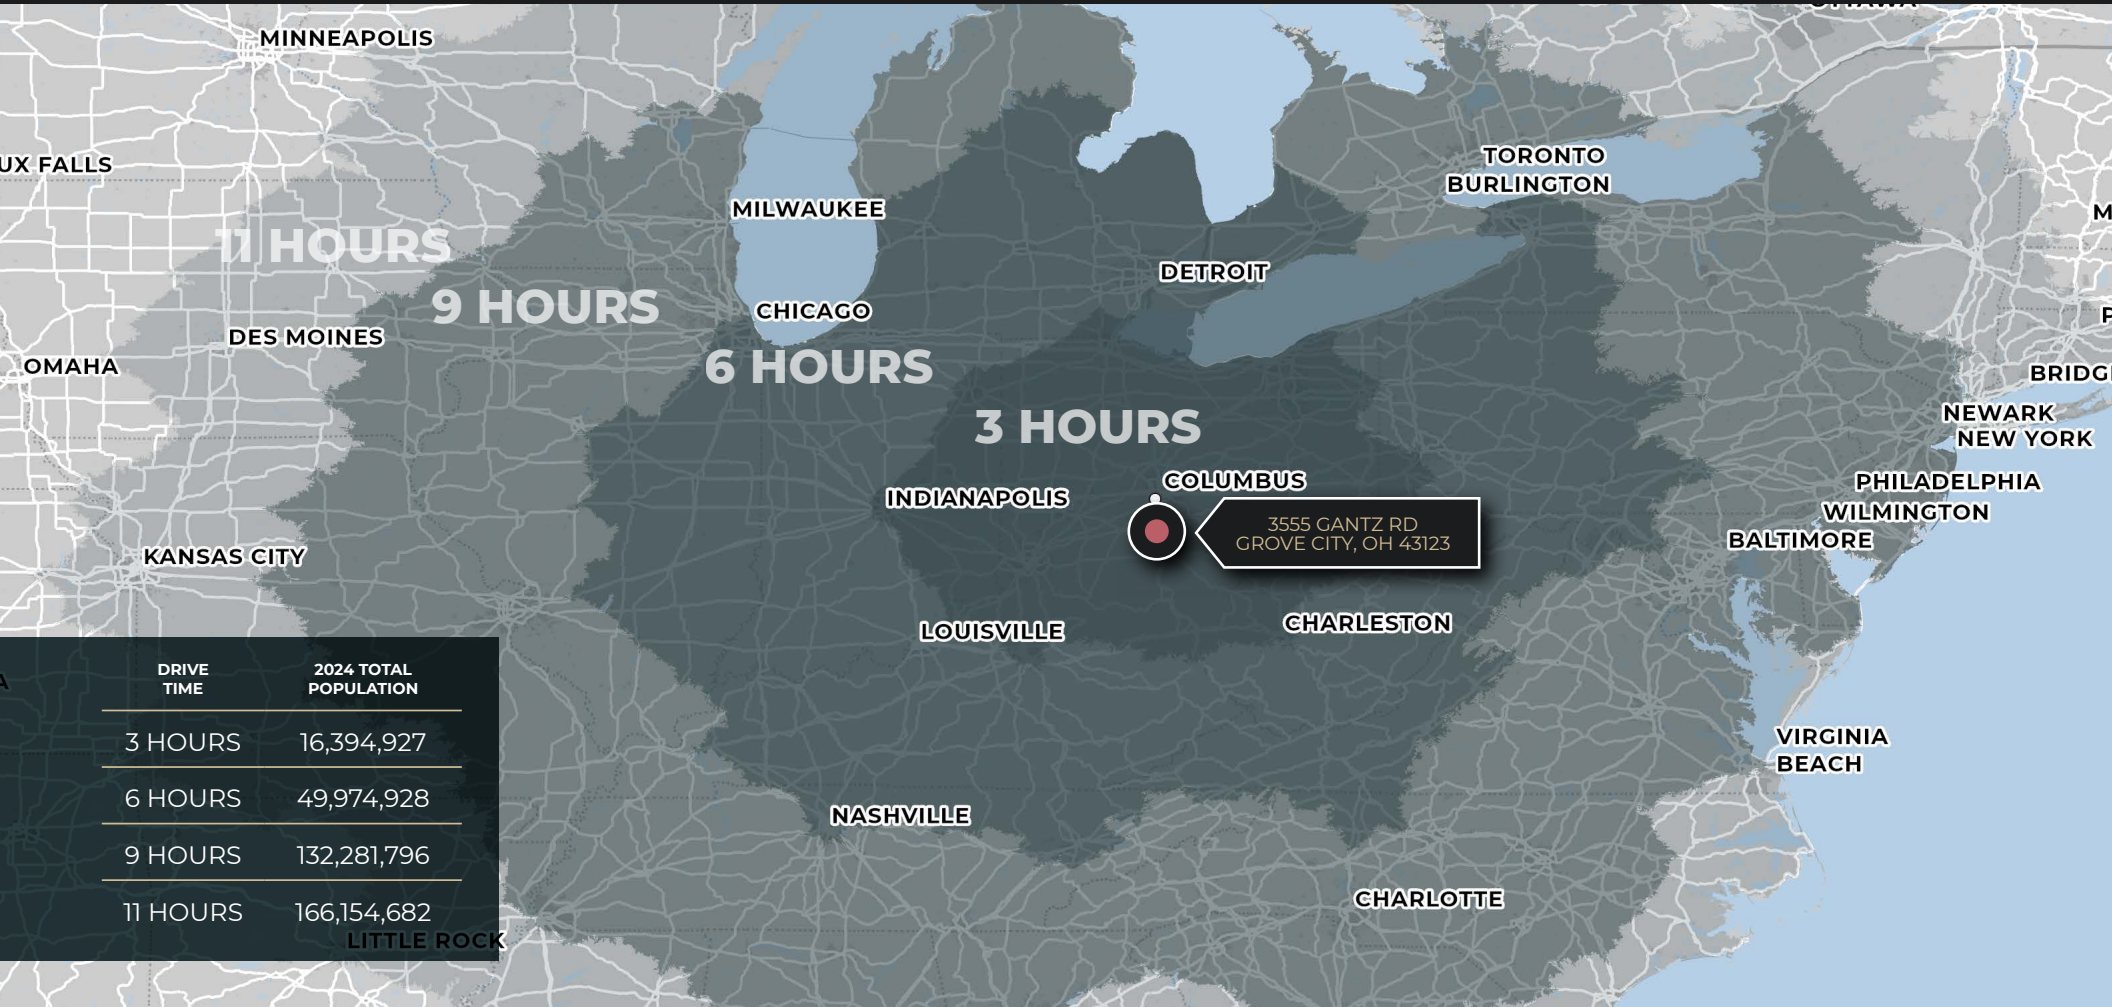 OTTAWA
MINNEAPOLIS
UX FALLS
TORONTO
BURLINGTON
MILWAUKEE
M
11 HOURS
DETROIT
9 HOURS
CHICAGO
P
DES MOINES
OMAHA
6 HOURS
BRIDG
NEWARK
3 HOURS
NEW YORK
COLUMBUS
PHILADELPHIA
INDIANAPOLIS
WILMINGTON
3555 GANTZ RD
GROVE CITY, OH 43123
BALTIMORE
KANSAS CITY
CHARLESTON
LOUISVILLE
A
VIRGINIA
BEACH
NASHVILLE
CHARLOTTE
DRIVE
TIME
2024 TOTAL
POPULATION
3 HOURS 16,394,927
6 HOURS 49,974,928
9 HOURS 132,281,796
11 HOURS 166,154,682
LITTLE ROCK